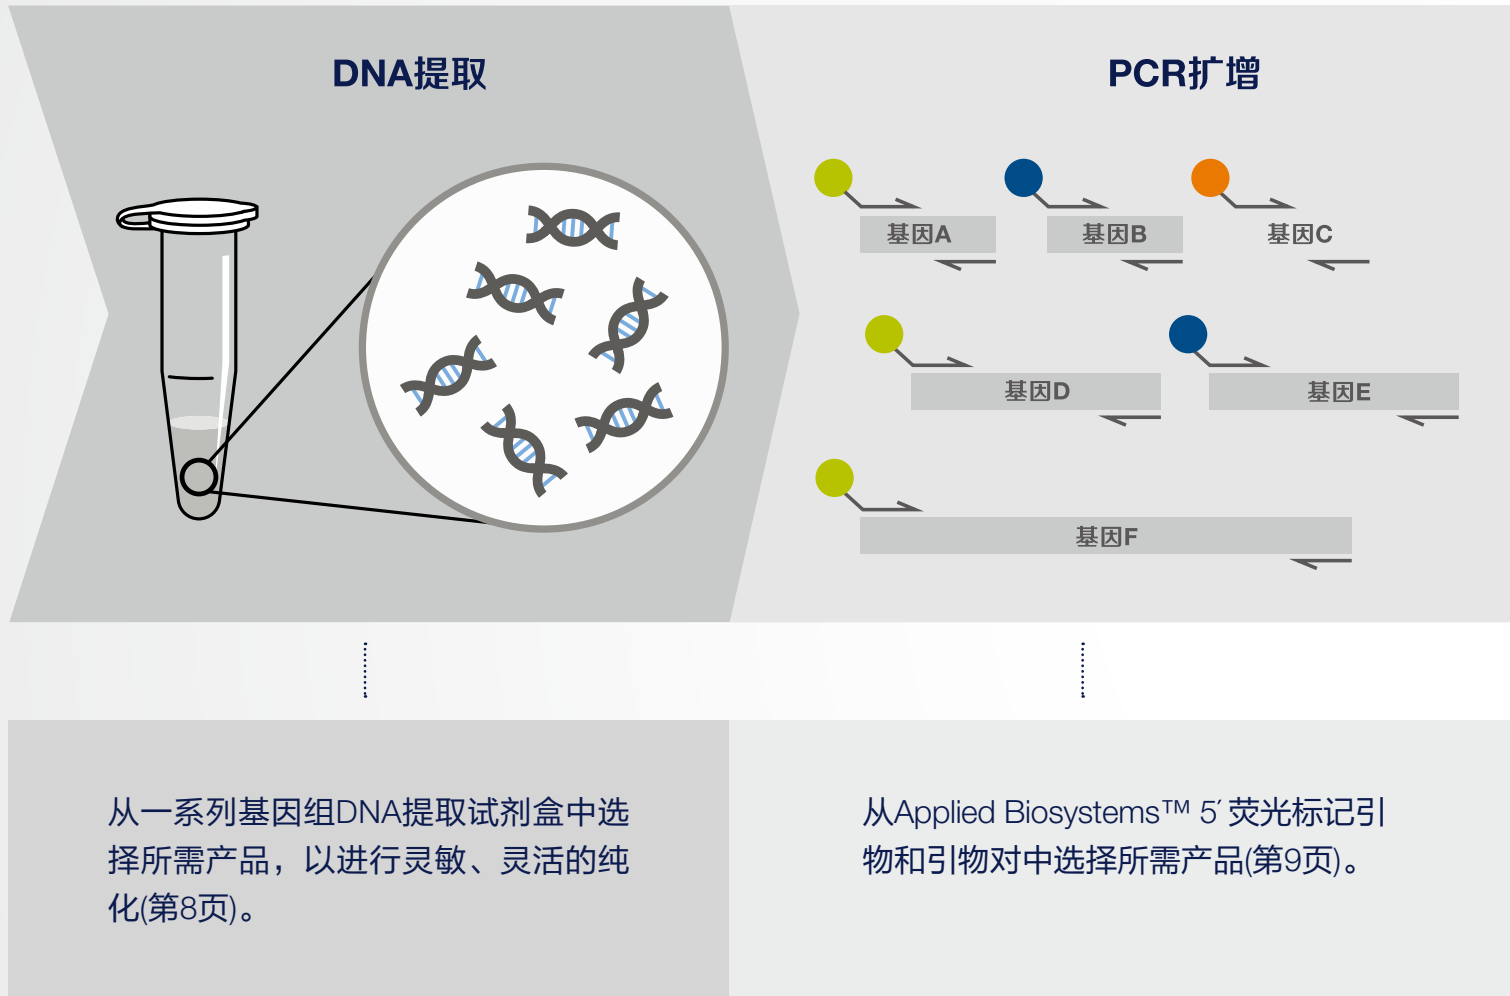 DNA提取
PCR扩增
基因A
基因B
基因C
基因D
基因E
基因F
从一系列基因组DNA提取试剂盒中选
择所需产品，以进行灵敏、灵活的纯
化(第8页)。
从Applied Biosystems™ 5′荧光标记引
物和引物对中选择所需产品(第9页)。